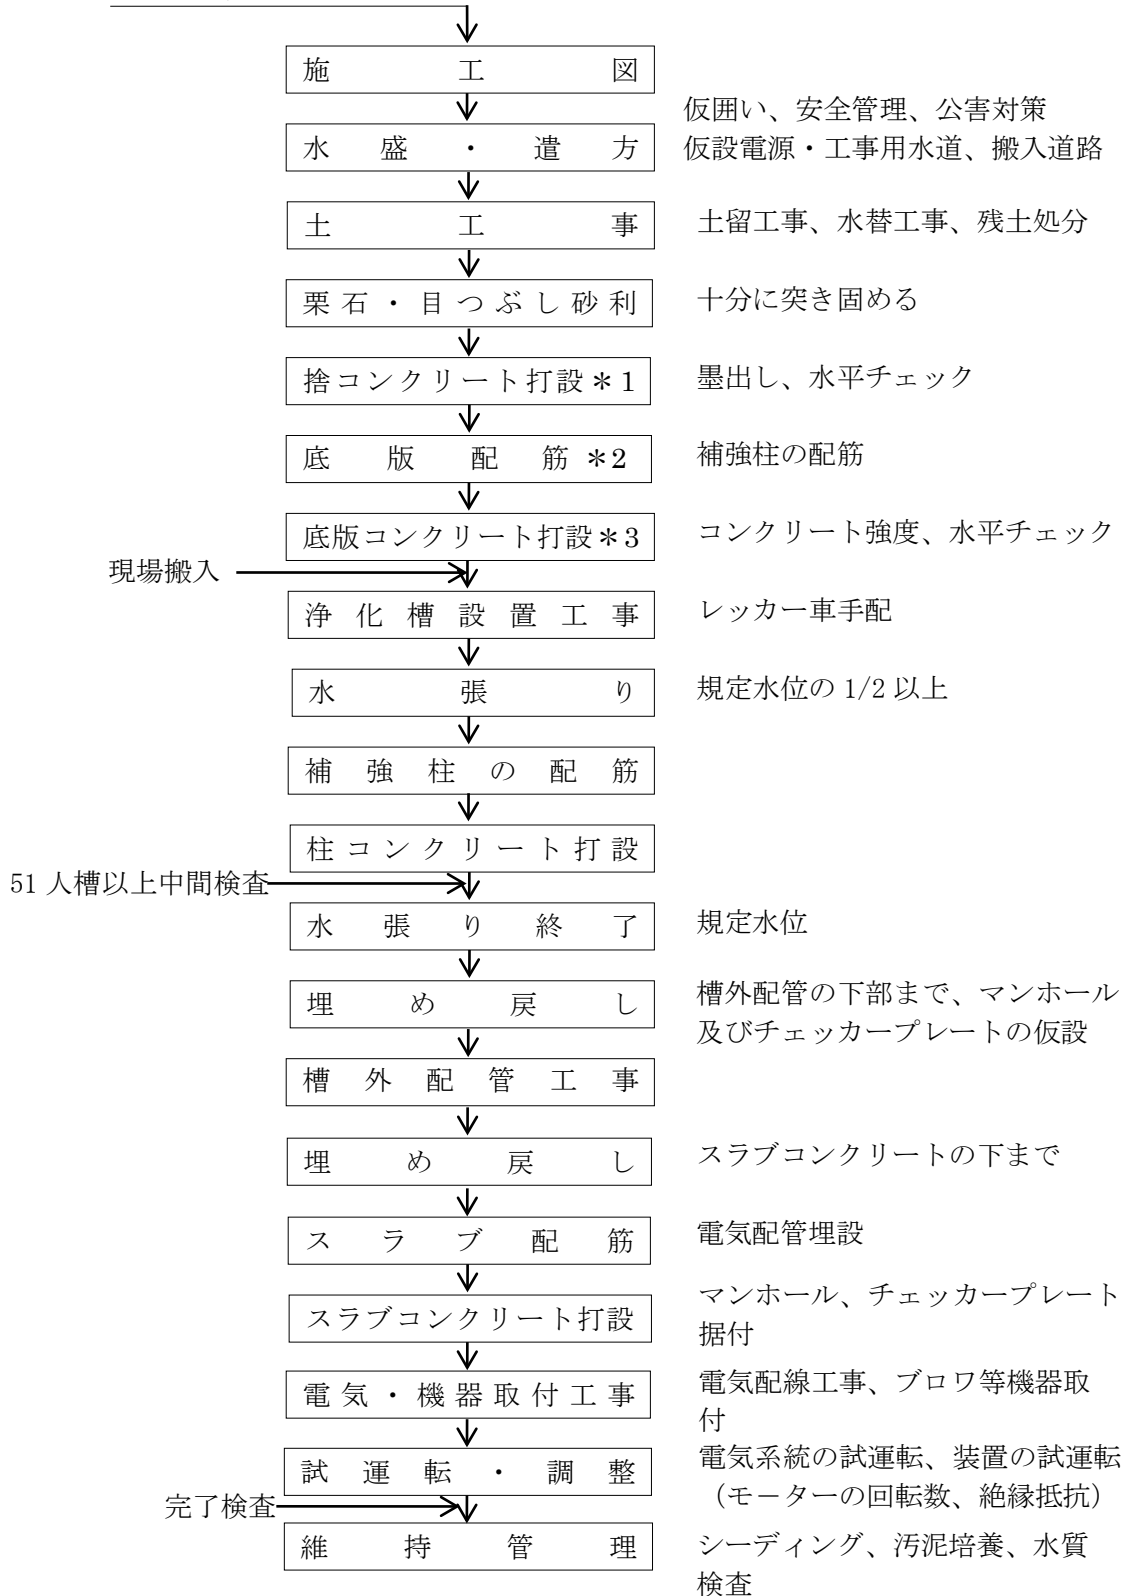 施工図
仮囲い、安全管理、公害対策
水盛・遣方
仮設電源・工事用水道、搬入道路
土工事
土留工事、水替工事、残土処分
栗石・目つぶし砂利
十分に突き固める
捨コンクリート打設＊1
墨出し、水平チェック
底版配筋＊2
補強柱の配筋
底版コンクリート打設＊3
コンクリート強度、水平チェック
現場搬入
浄化槽設置工事
レッカー車手配
水張り
規定水位の 1/2 以上
補強柱の配筋
柱コンクリート打設
51 人槽以上中間検査
水張り終了
規定水位
埋め戻し
槽外配管の下部まで、マンホール
及びチェッカープレートの仮設
槽外配管工事
埋め戻し
スラブコンクリートの下まで
スラブ配筋
電気配管埋設
スラブコンクリート打設
マンホール、チェッカープレート
据付
電気・機器取付工事
電気配線工事、ブロワ等機器取
付
試運転・調整
電気系統の試運転、装置の試運転
（モーターの回転数、絶縁抵抗）
完了検査
維持管理
シーディング、汚泥培養、水質
検査